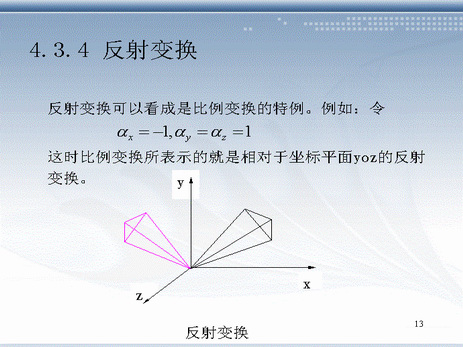 4.3.4 反射变换
反射变换可以看成是比例变换的特例。例如：令
αx = −1, αy = αz = 1
这时比例变换所表示的就是相对于坐标平面yoz的反射
变换。
y
x
z
反射变换
13